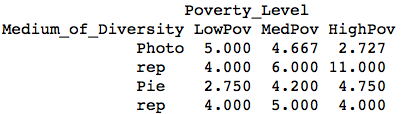 Poverty_Level
Medium_of_Diversity LowPov MedPov HighPov
Photo 5.000 4.667 2.727
rep 4.000 6.000 11.000
Pie 2.750 4.200 4.750
rep 4.000 5.000 4.000